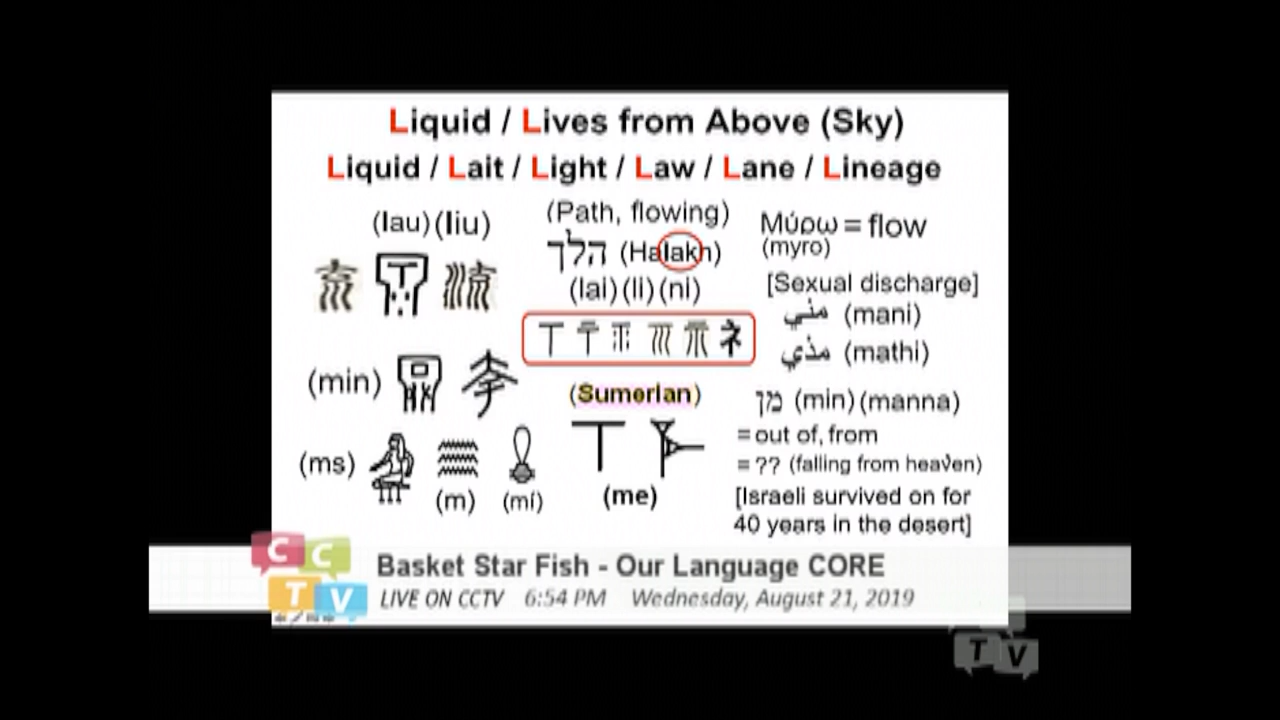 Liquid / Lives from Above (Sky)
Liquid / Lait / Light / Law / Lane / Lineage
(lau) (liu)
(min)
(ms)
(m) (mi)
(Path, flowing)
הלך (Halakh)
(lai) (li) (ni)
(Sumerian)
(me)
Μύρω = flow
(myro)
[Sexual discharge]
مني (mani)
مذي (mathi)
מן (min) (manna)
= out of, from
= ?? (falling from heaven)
[Israeli survived on for
40 years in the desert]
CCTV
Basket Star Fish - Our Language CORE
LIVE ON CCTV 6:54 PM Wednesday, August 21, 2019
TV